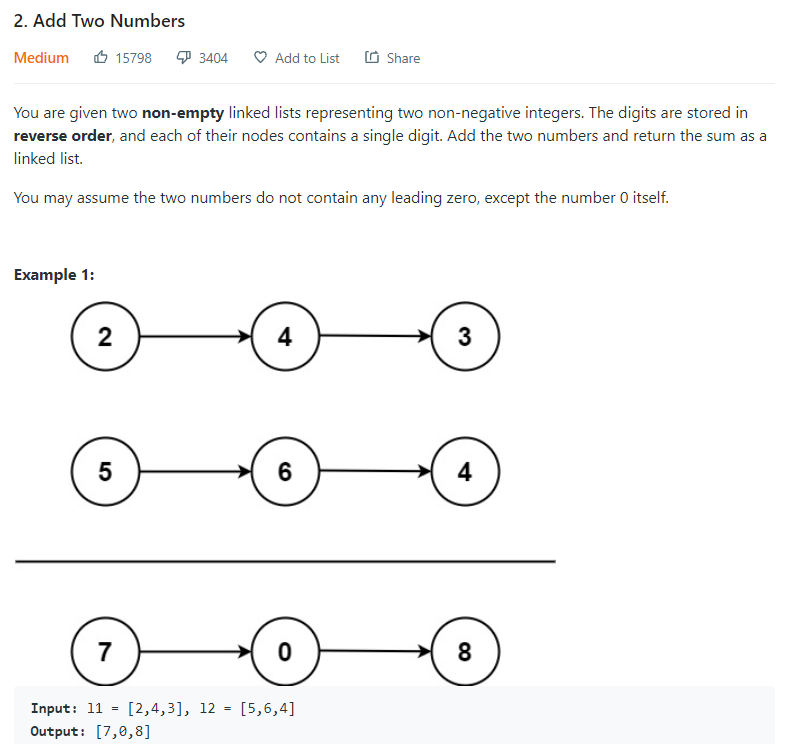 2. Add Two Numbers
Medium 15798 3404 Add to List Share
You are given two non-empty linked lists representing two non-negative integers. The digits are stored in
reverse order, and each of their nodes contains a single digit. Add the two numbers and return the sum as a
linked list.
You may assume the two numbers do not contain any leading zero, except the number 0 itself.
Example 1:
2 4 3
5 6 4
7 0 8
Input: l1 = [2,4,3], l2 = [5,6,4]
Output: [7,0,8]